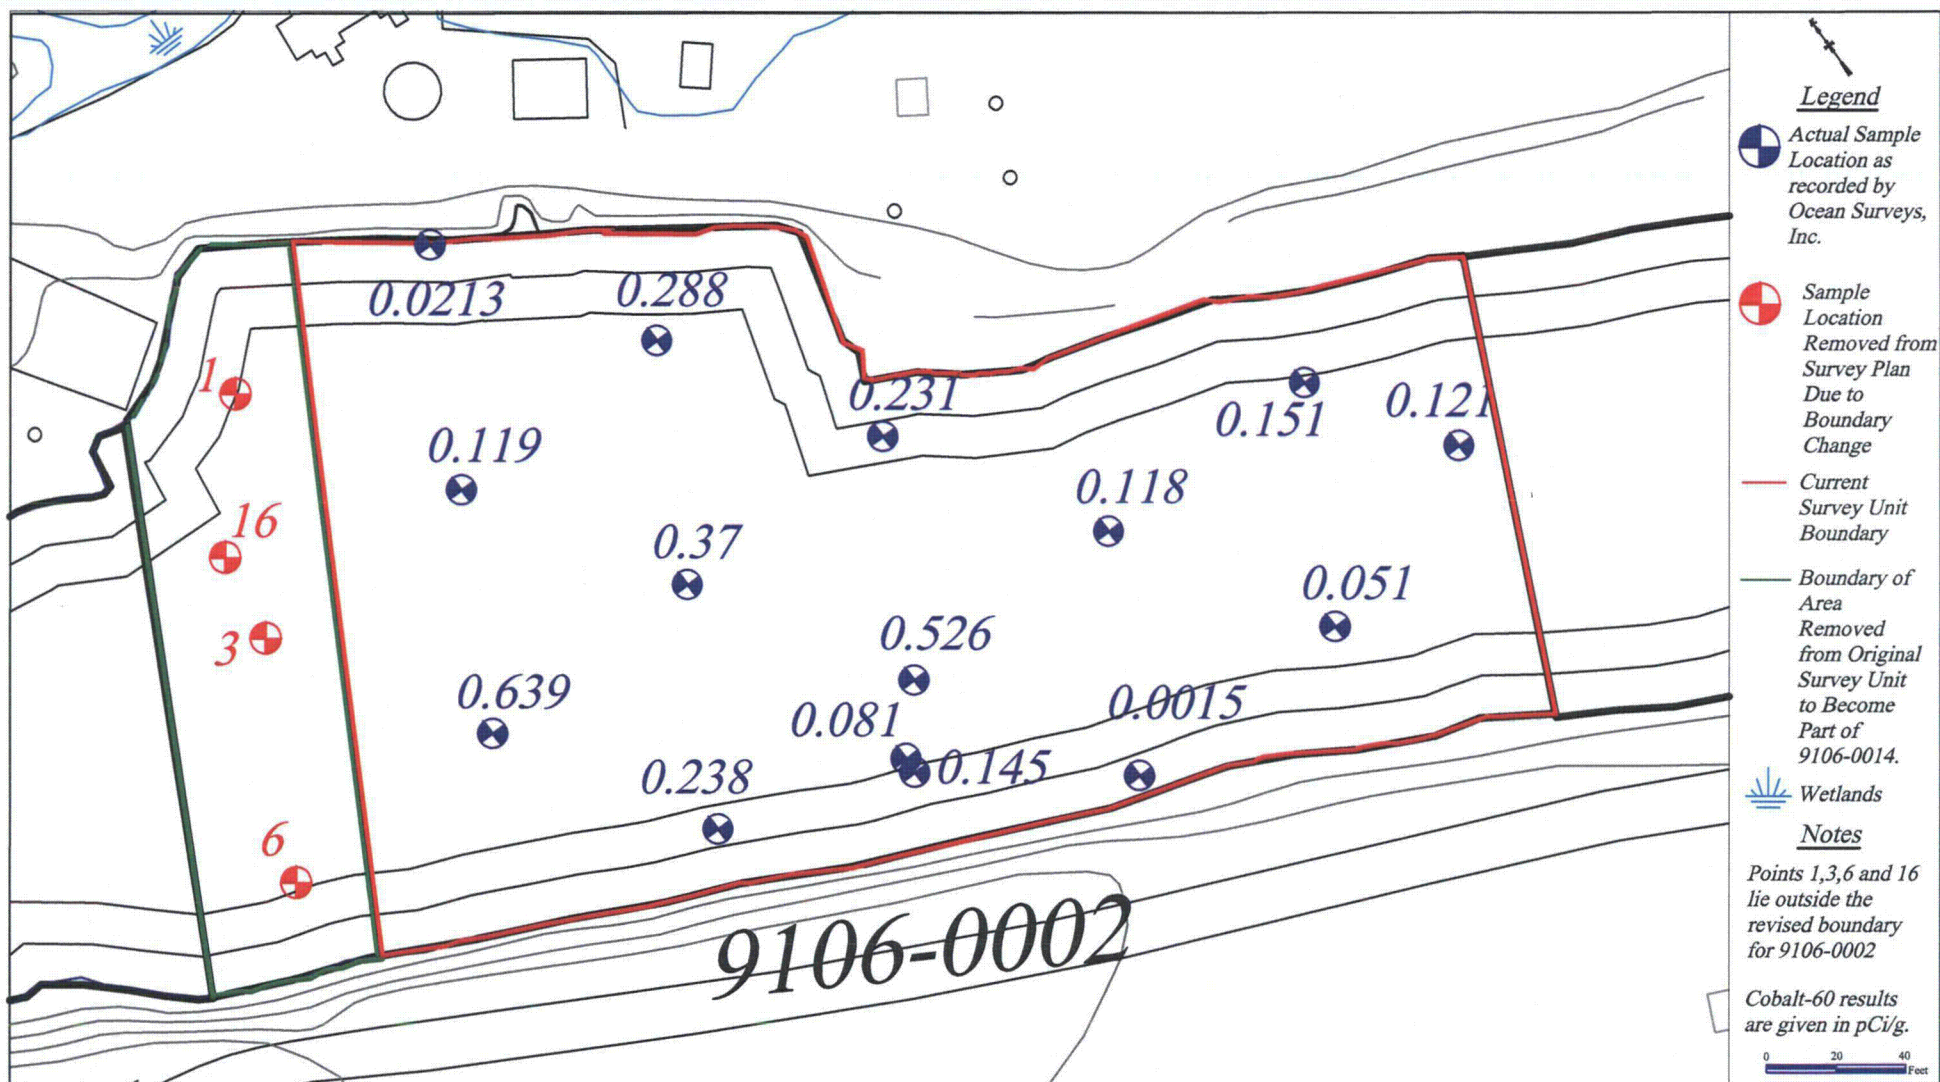 0.0213
0.288
1
0.231
0.151
0.121
0.119
0.118
16
0.37
0.051
3
0.526
0.639
0.081
0.0015
0.238
0.145
6
9106-0002
Legend
Actual Sample
Location as
recorded by
Ocean Surveys,
Inc.
Sample
Location
Removed from
Survey Plan
Due to
Boundary
Change
Current
Survey Unit
Boundary
Boundary of
Area
Removed
from Original
Survey Unit
to Become
Part of
9106-0014.
Wetlands
Notes
Points 1,3,6 and 16
lie outside the
revised boundary
for 9106-0002
Cobalt-60 results
are given in pCi/g.
0 20 40
Feet